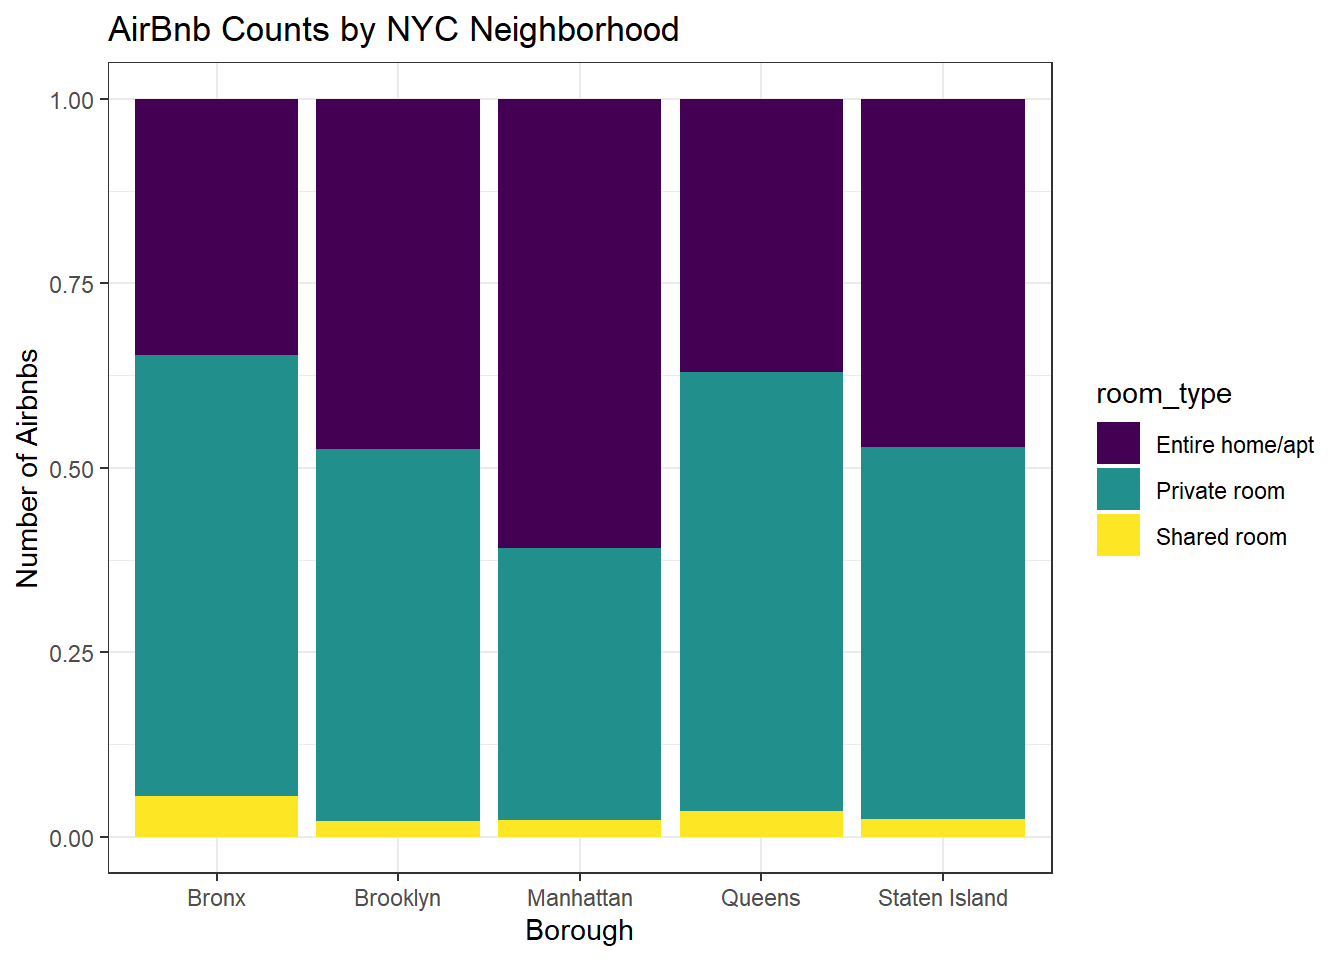 AirBnb Counts by NYC Neighborhood
Number of Airbnbs
1.00
0.75
0.50
0.25
0.00
Bronx Brooklyn Manhattan Queens Staten Island
Borough
room_type
Entire home/apt
Private room
Shared room